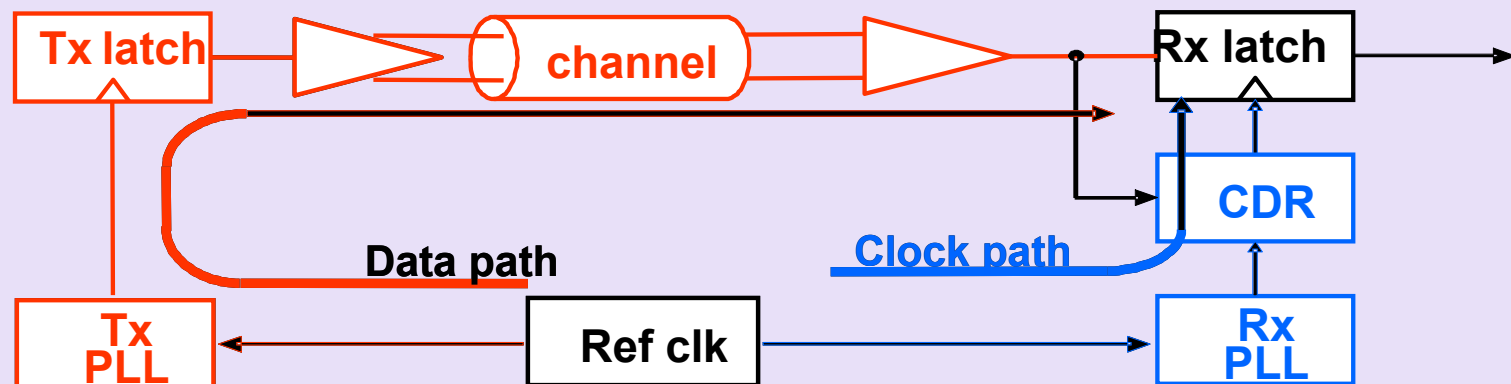 Tx latch
channel
Rx latch
CDR
Data path
Clock path
Tx
PLL
Ref clk
Rx
PLL